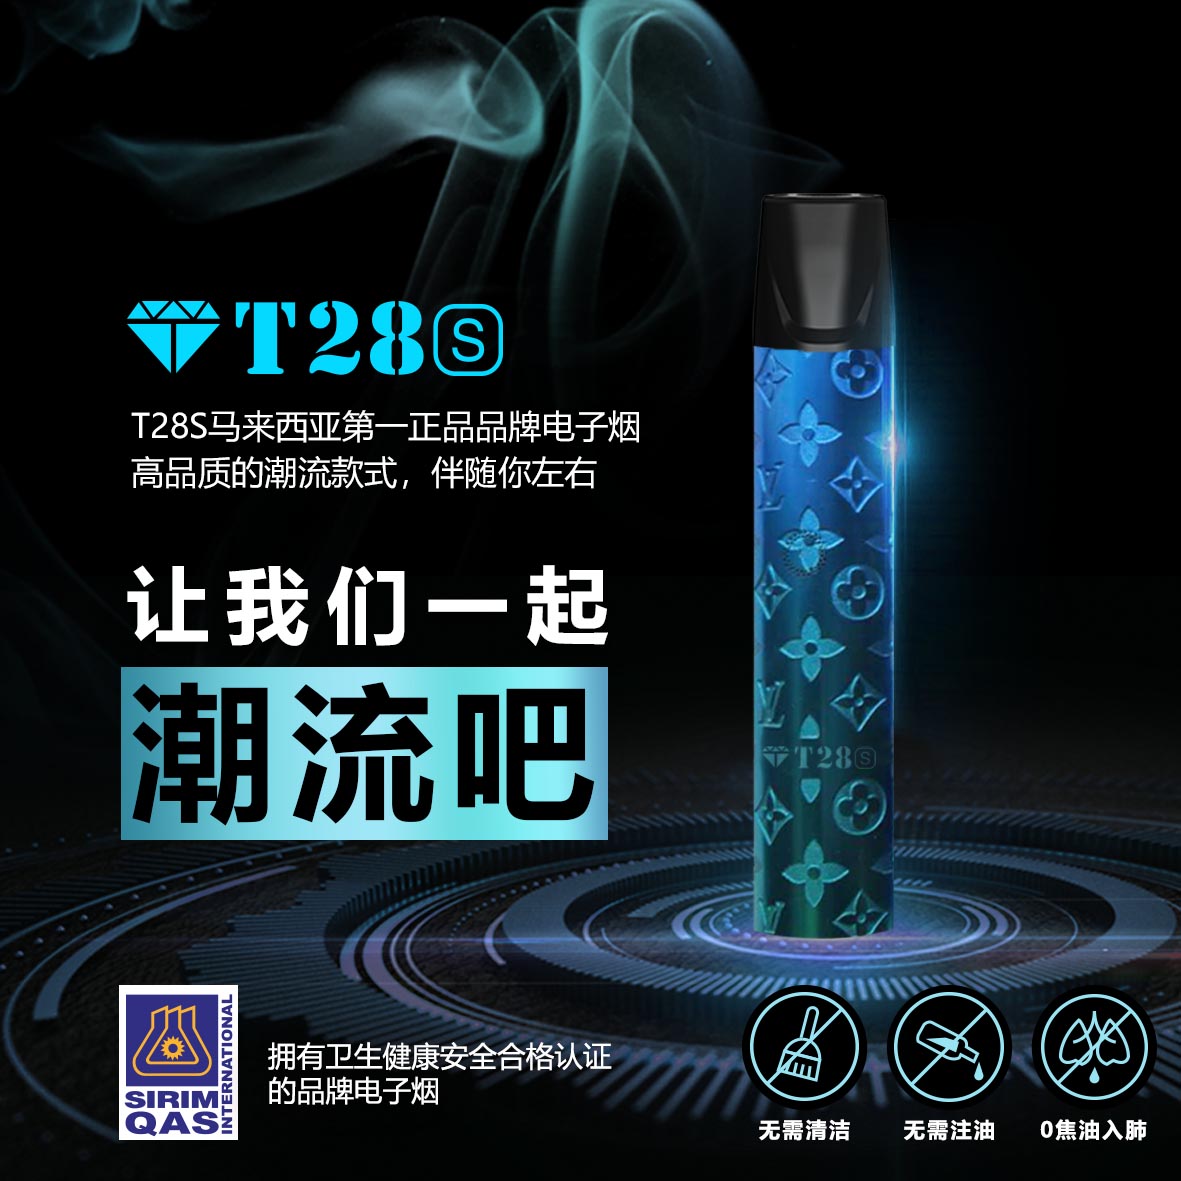 T28S
T28S马来西亚第一正品品牌电子烟
高品质的潮流款式，伴随你左右
让我们一起
潮流吧
T28S
SIRIM
QAS
INTERNATIONAL
拥有卫生健康安全合格认证
的品牌电子烟
无需清洁
无需注油
0焦油入肺